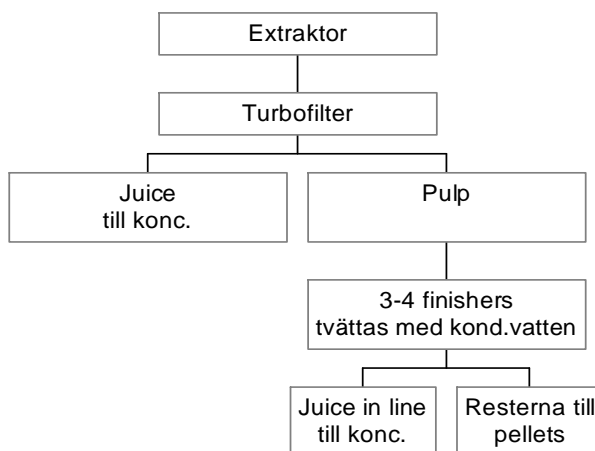 Extraktor
Turbofilter
Juice
till konc.
Pulp
3-4 finishers
tvättas med kond.vatten
Juice in line
till konc.
Resterna till
pellets